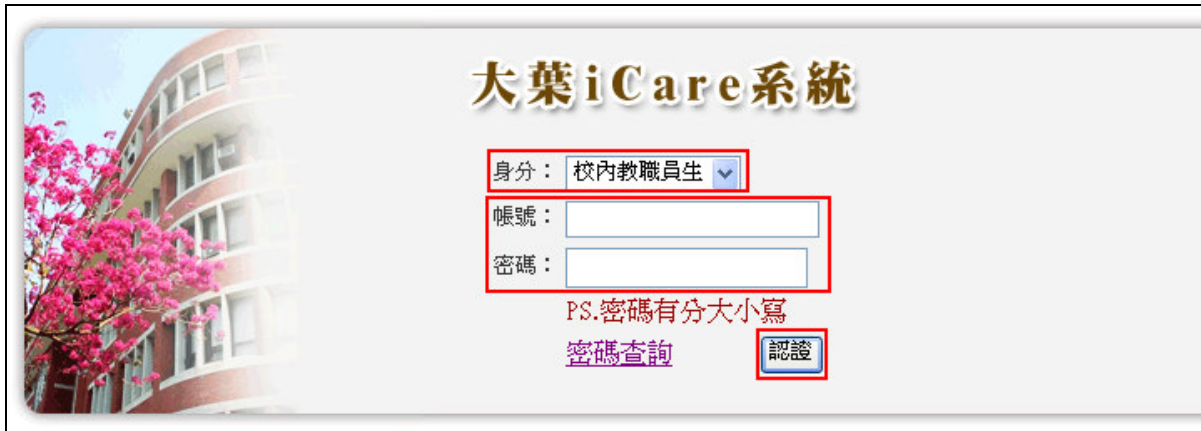 大葉iCare系統
身分： 校內教職員生
帳號：
密碼：
PS.密碼有分大小寫
密碼查詢 認證